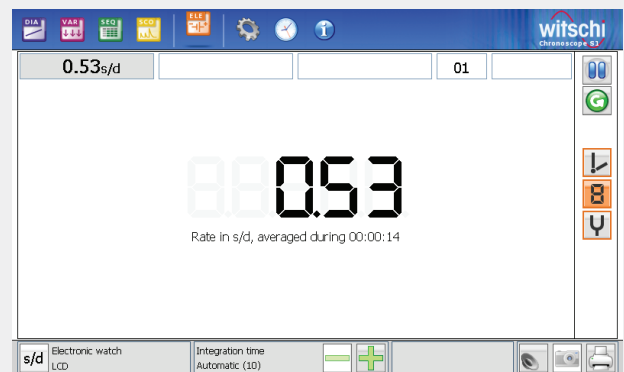 DIA VAR SEQ SCO ELE
witschi
Chronoscope S1
0.53s/d 01
0.53
Rate in s/d, averaged during 00:00:14
s/d Electronic watch Integration time
LCD Automatic (10)